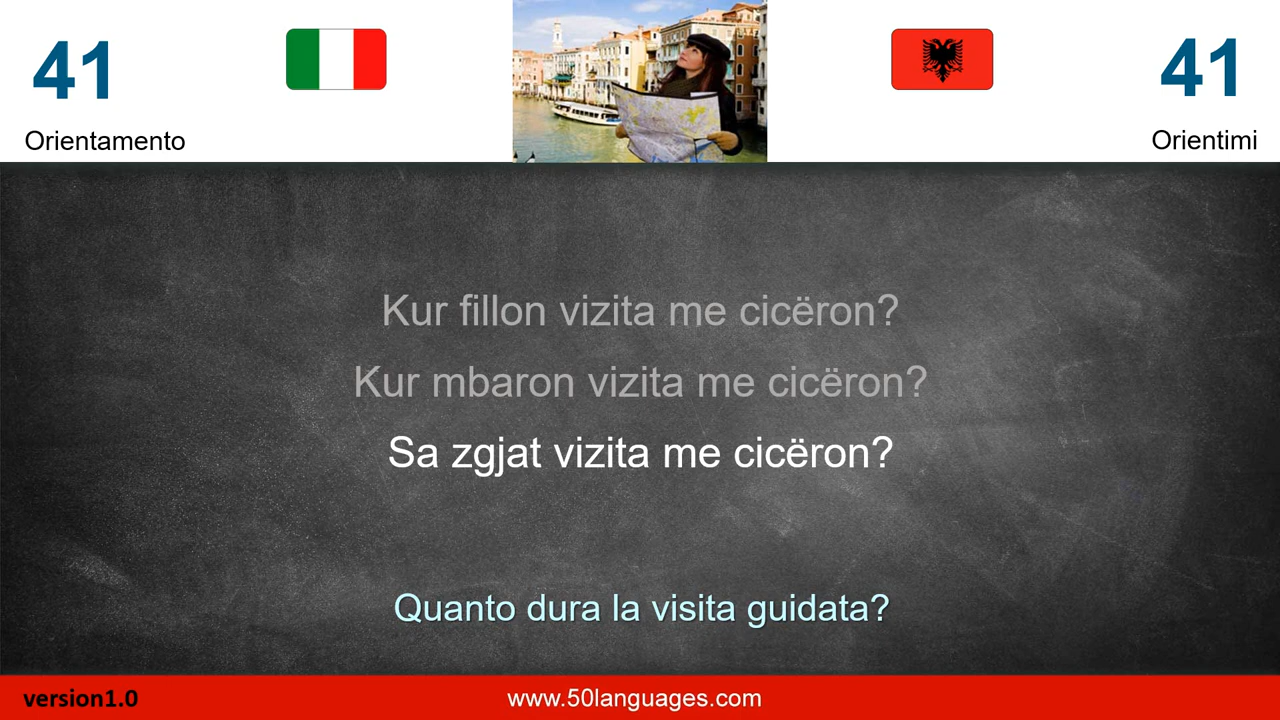 41
41
Orientamento
Orientimi
Kur fillon vizita me cicëron?
Kur mbaron vizita me cicëron?
Sa zgjat vizita me cicëron?
Quanto dura la visita guidata?
version1.0
www.50languages.com